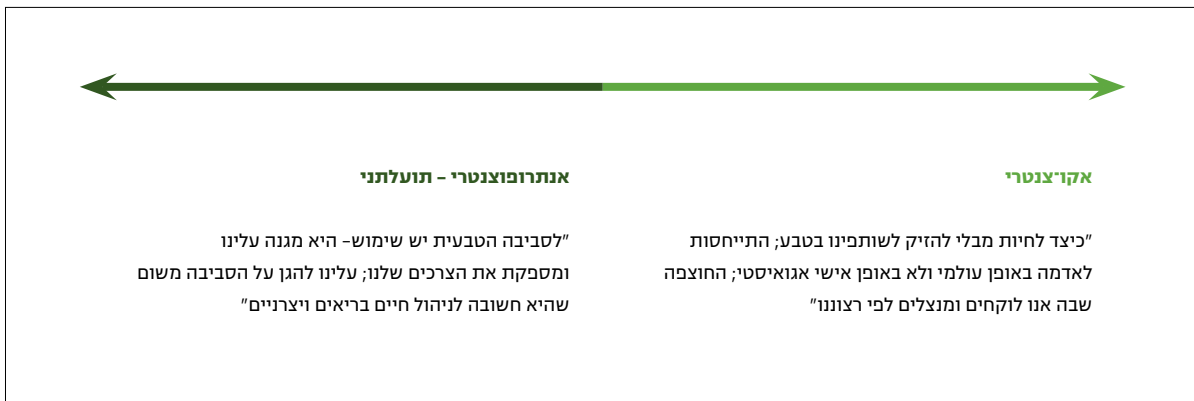 אקו־צנטרי
"כיצד לחיות מבלי להזיק לשותפינו בטבע; התייחסות
לאדמה באופן עולמי ולא באופן אישי אגואיסטי; החוצפה
שבה אנו לוקחים ומנצלים לפי רצוננו"
אנתרופוצנטרי – תועלתני
"לסביבה הטבעית יש שימוש– היא מגנה עלינו
ומספקת את הצרכים שלנו; עלינו להגן על הסביבה משום
שהיא חשובה לניהול חיים בריאים ויצרניים"